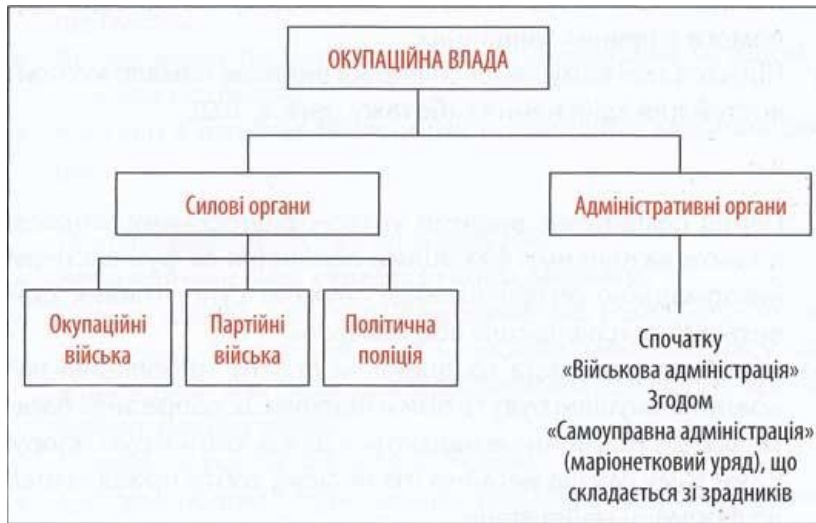 ОКУПАЦІЙНА ВЛАДА
Силові органи
Адміністративні органи
Окупаційні
війська
Партійні
війська
Політична
поліція
Спочатку
«Військова адміністрація»
Згодом
«Самоуправна адміністрація»
(маріонетковий уряд), що
складається зі зрадників